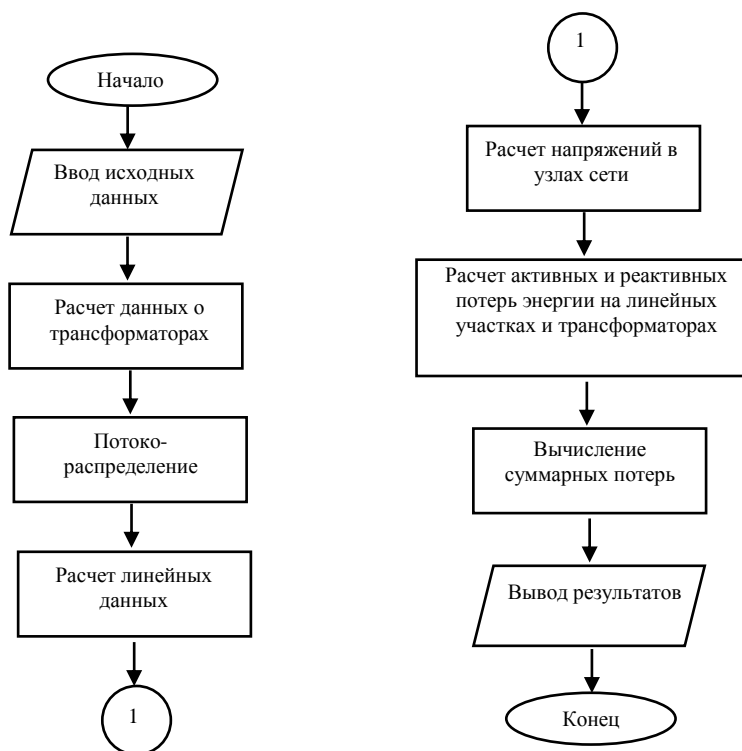 Начало
Ввод исходных
данных
Расчет данных о
трансформаторах
Потоко-
распределение
Расчет линейных
данных
1
1
Расчет напряжений в
узлах сети
Расчет активных и реактивных
потерь энергии на линейных
участках и трансформаторах
Вычисление
суммарных потерь
Вывод результатов
Конец